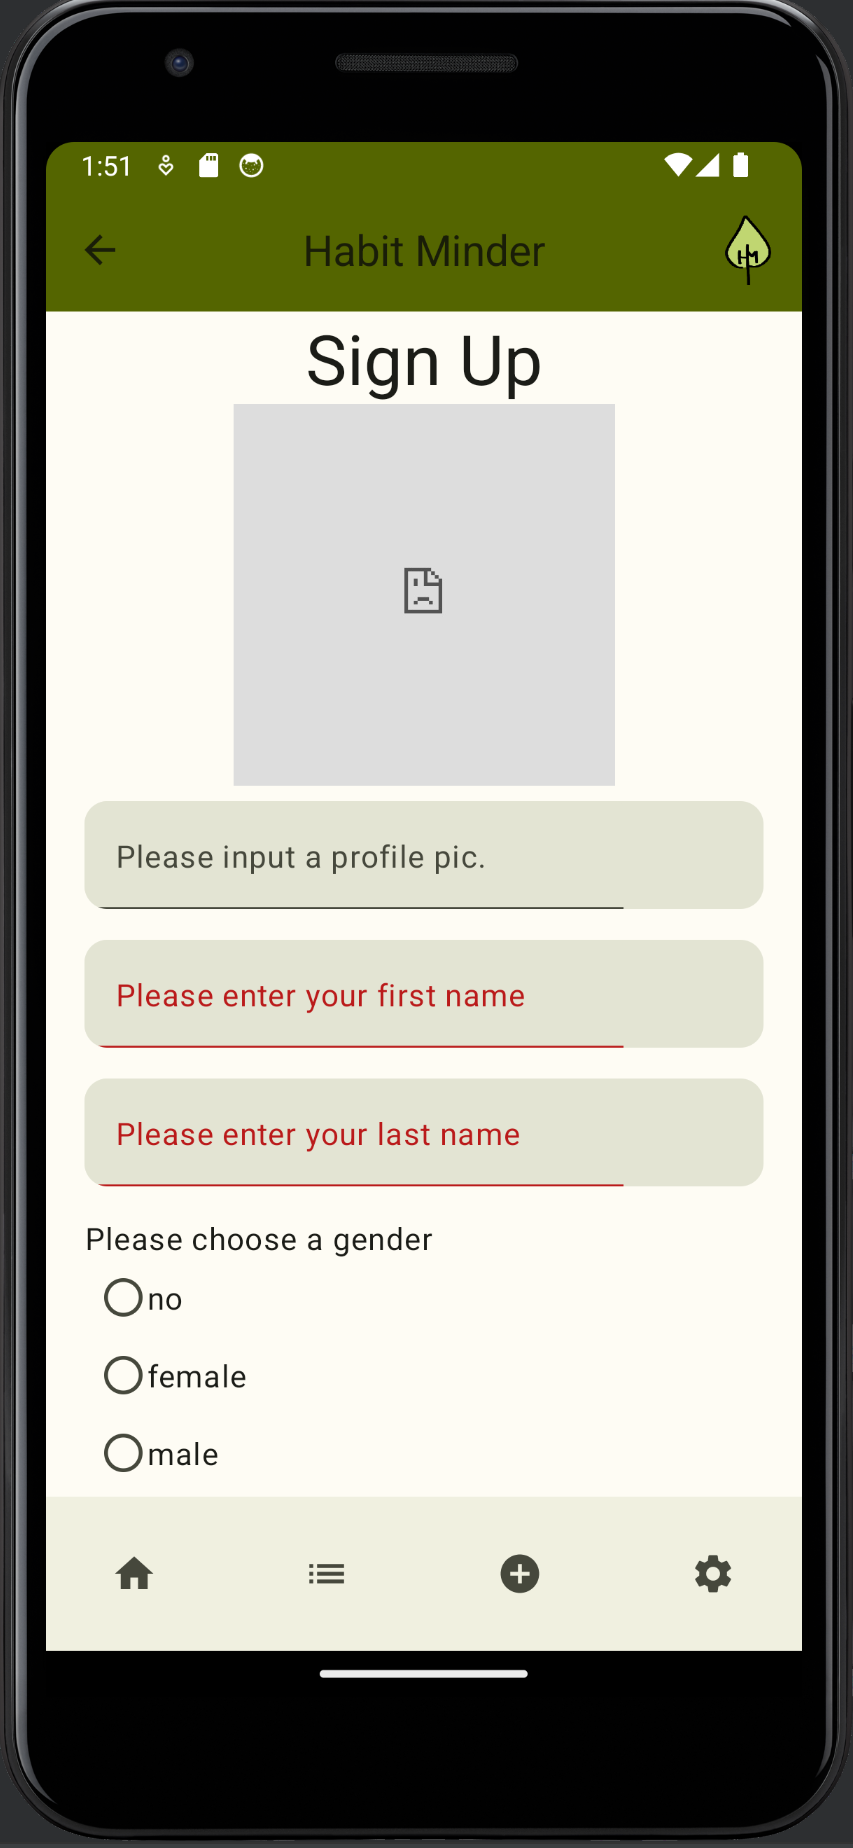 1:51
Habit Minder
HM
Sign Up
Please input a profile pic.
Please enter your first name
Please enter your last name
Please choose a gender
no
female
male